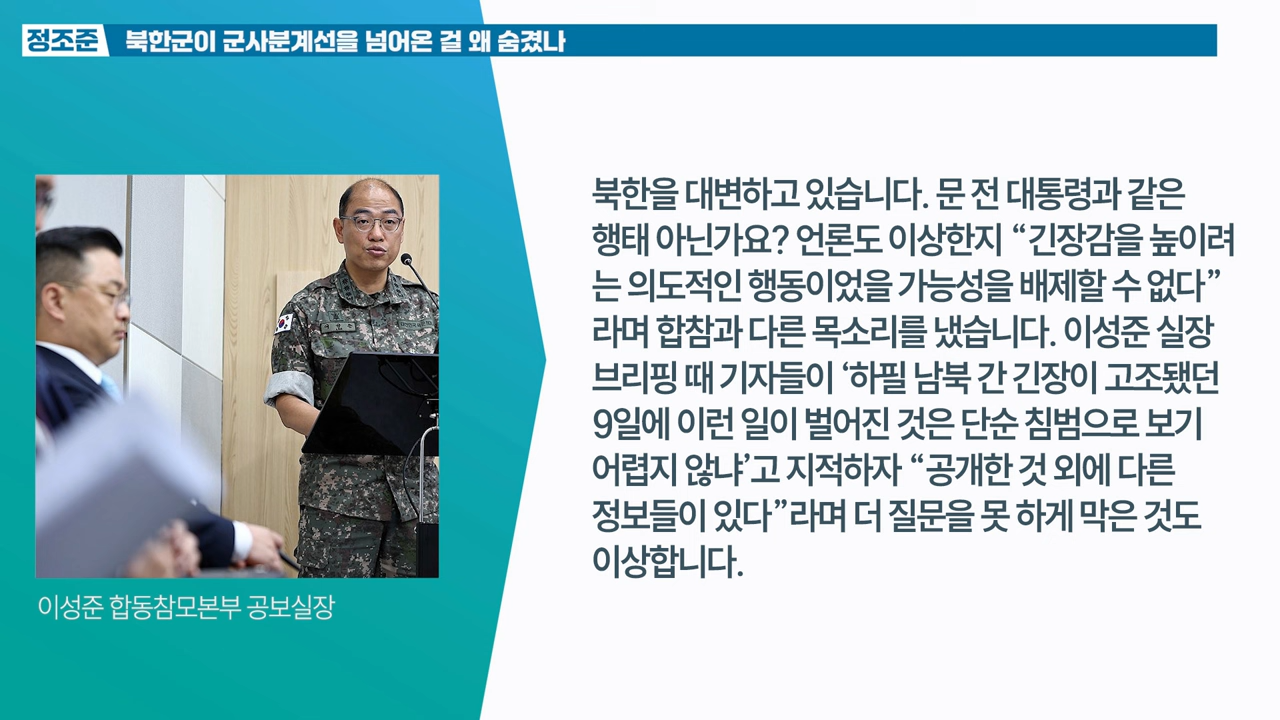 정조준 북한군이 군사분계선을 넘어온 걸 왜 숨겼나
북한을 대변하고 있습니다. 문 전 대통령과 같은
행태 아닌가요? 언론도 이상한지 “긴장감을 높이려
는 의도적인 행동이었을 가능성을 배제할 수 없다”
라며 합참과 다른 목소리를 냈습니다. 이성준 실장
브리핑 때 기자들이 ‘하필 남북 간 긴장이 고조됐던
9일에 이런 일이 벌어진 것은 단순 침범으로 보기
어렵지 않냐’고 지적하자 “공개한 것 외에 다른
정보들이 있다”라며 더 질문을 못 하게 막은 것도
이상합니다.
이성준 합동참모본부 공보실장